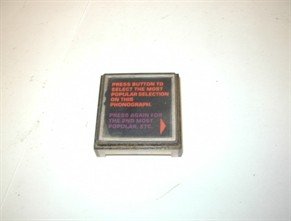 PRESS BUTTON TO
SELECT THE MOST
POPULAR SELECTION
ON THIS
PHONOGRAPH.
PRESS AGAIN FOR
THE 2ND MOST
POPULAR, ETC.